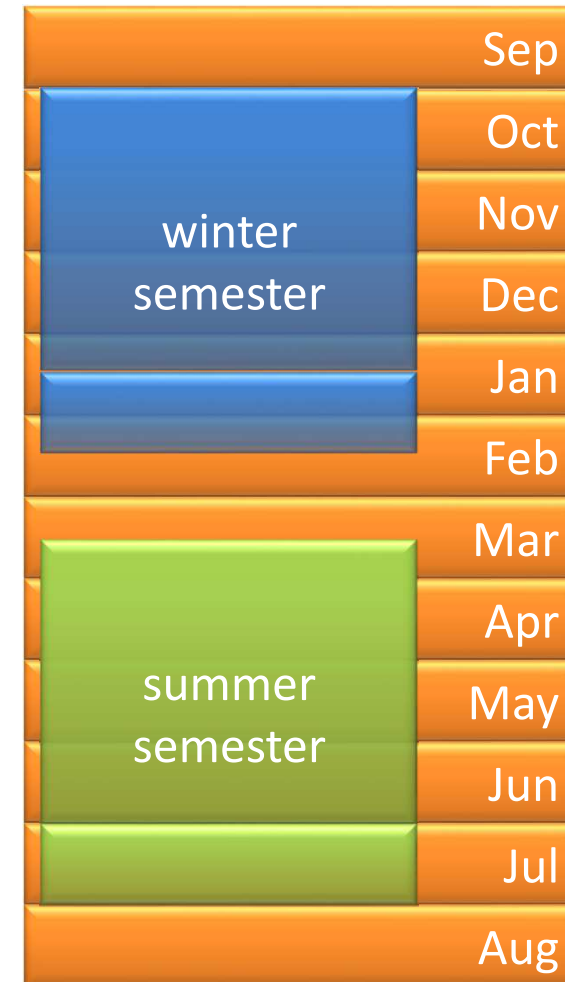 Sep
Oct
Nov
winter
semester
Dec
Jan
Feb
Mar
Apr
summer
May
semester
Jun
Jul
Aug